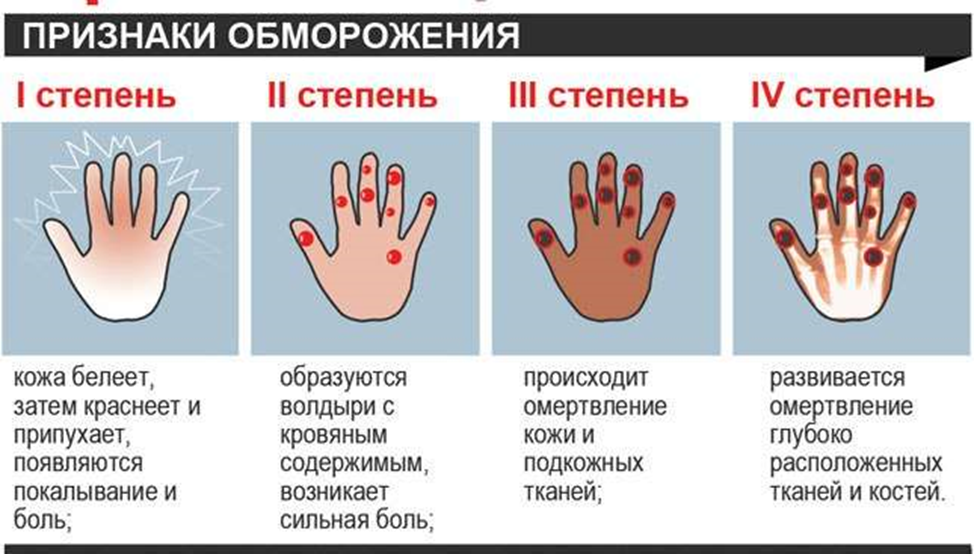 ПРИЗНАКИ ОБМОРОЖЕНИЯ
I степень
II степень
III степень
IV степень
кожа белеет,
затем краснеет и
припухает,
появляются
покалывание и
боль;
образуются
волдыри с
кровяным
содержимым,
возникает
сильная боль;
происходит
омертвление
кожи и
подкожных
тканей;
развивается
омертвление
глубоко
расположенных
тканей и костей.